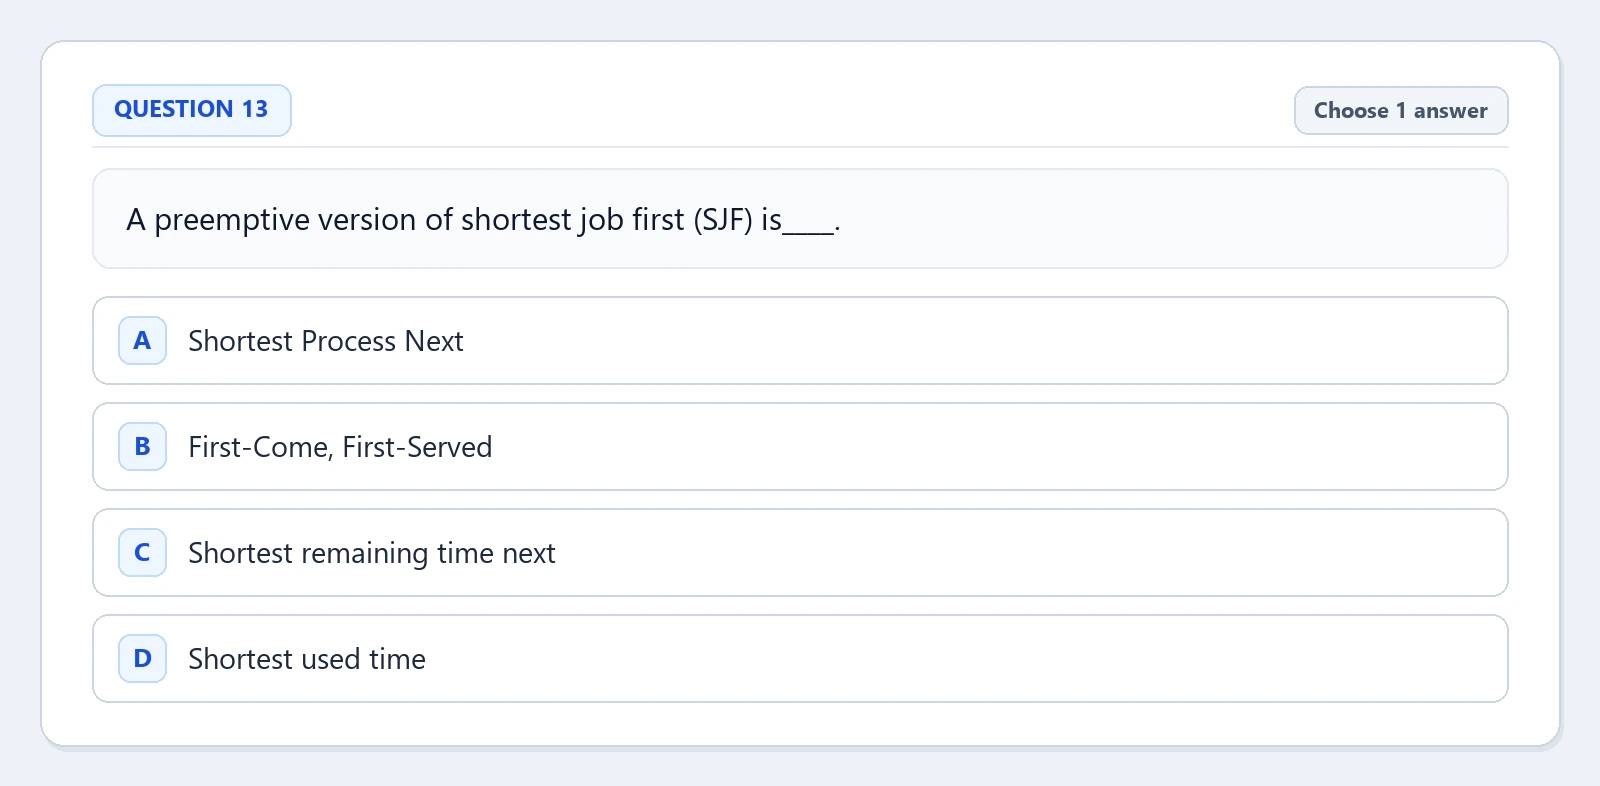 QUESTION 13
Choose 1 answer
A preemptive version of shortest job first (SJF) is____.
A Shortest Process Next
B First-Come, First-Served
C Shortest remaining time next
D Shortest used time